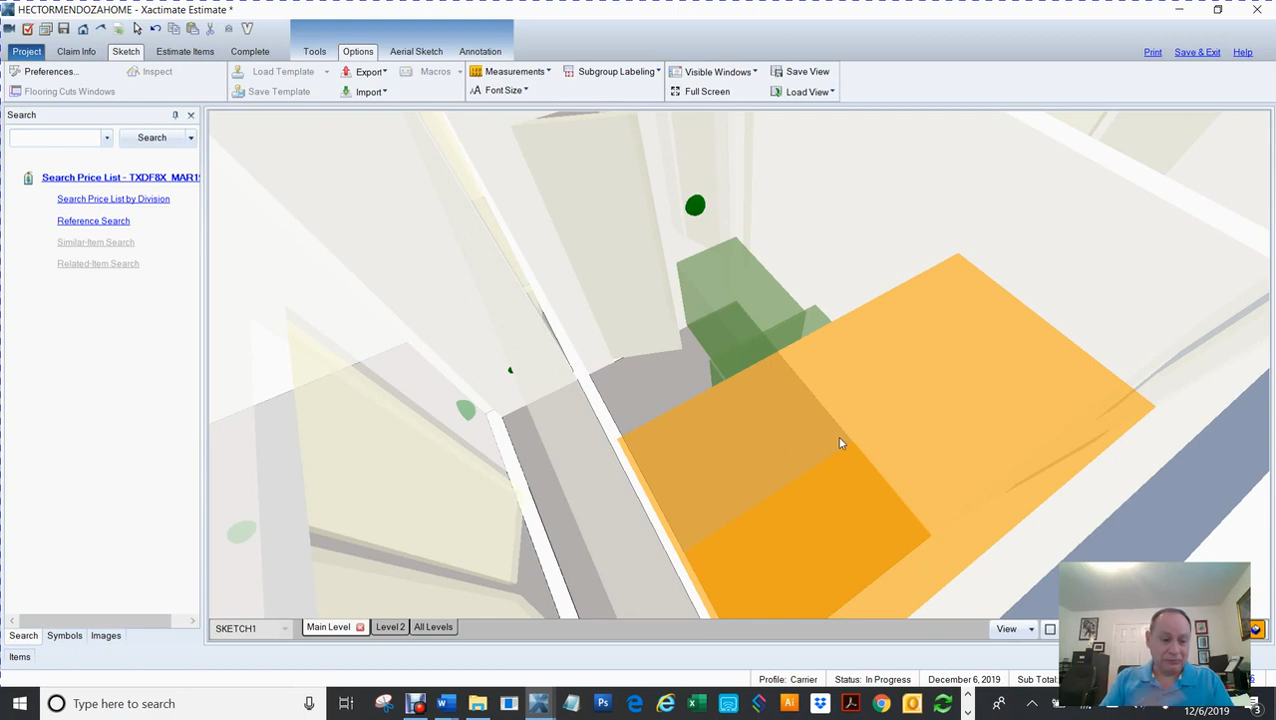 HECTORMENDOZAHOME - Xactimate Estimate *
Project Claim Info Sketch Estimate Items Complete Tools Options Aerial Sketch Annotation Print Save & Exit Help
Preferences... Inspect Load Template Export Macros Measurements Subgroup Labeling Visible Windows Save View
Flooring Cuts Windows Save Template Import Font Size Full Screen Load View
Search
Search
Search Price List - TXDF8X_MAR1
Search Price List by Division
Reference Search
Similar-Item Search
Related-Item Search
SKETCH1 Main Level Level 2 All Levels View
Search Symbols Images
Items
Profile: Carrier Status: In Progress December 6, 2019 Sub Tot
Type here to search
12/6/2019